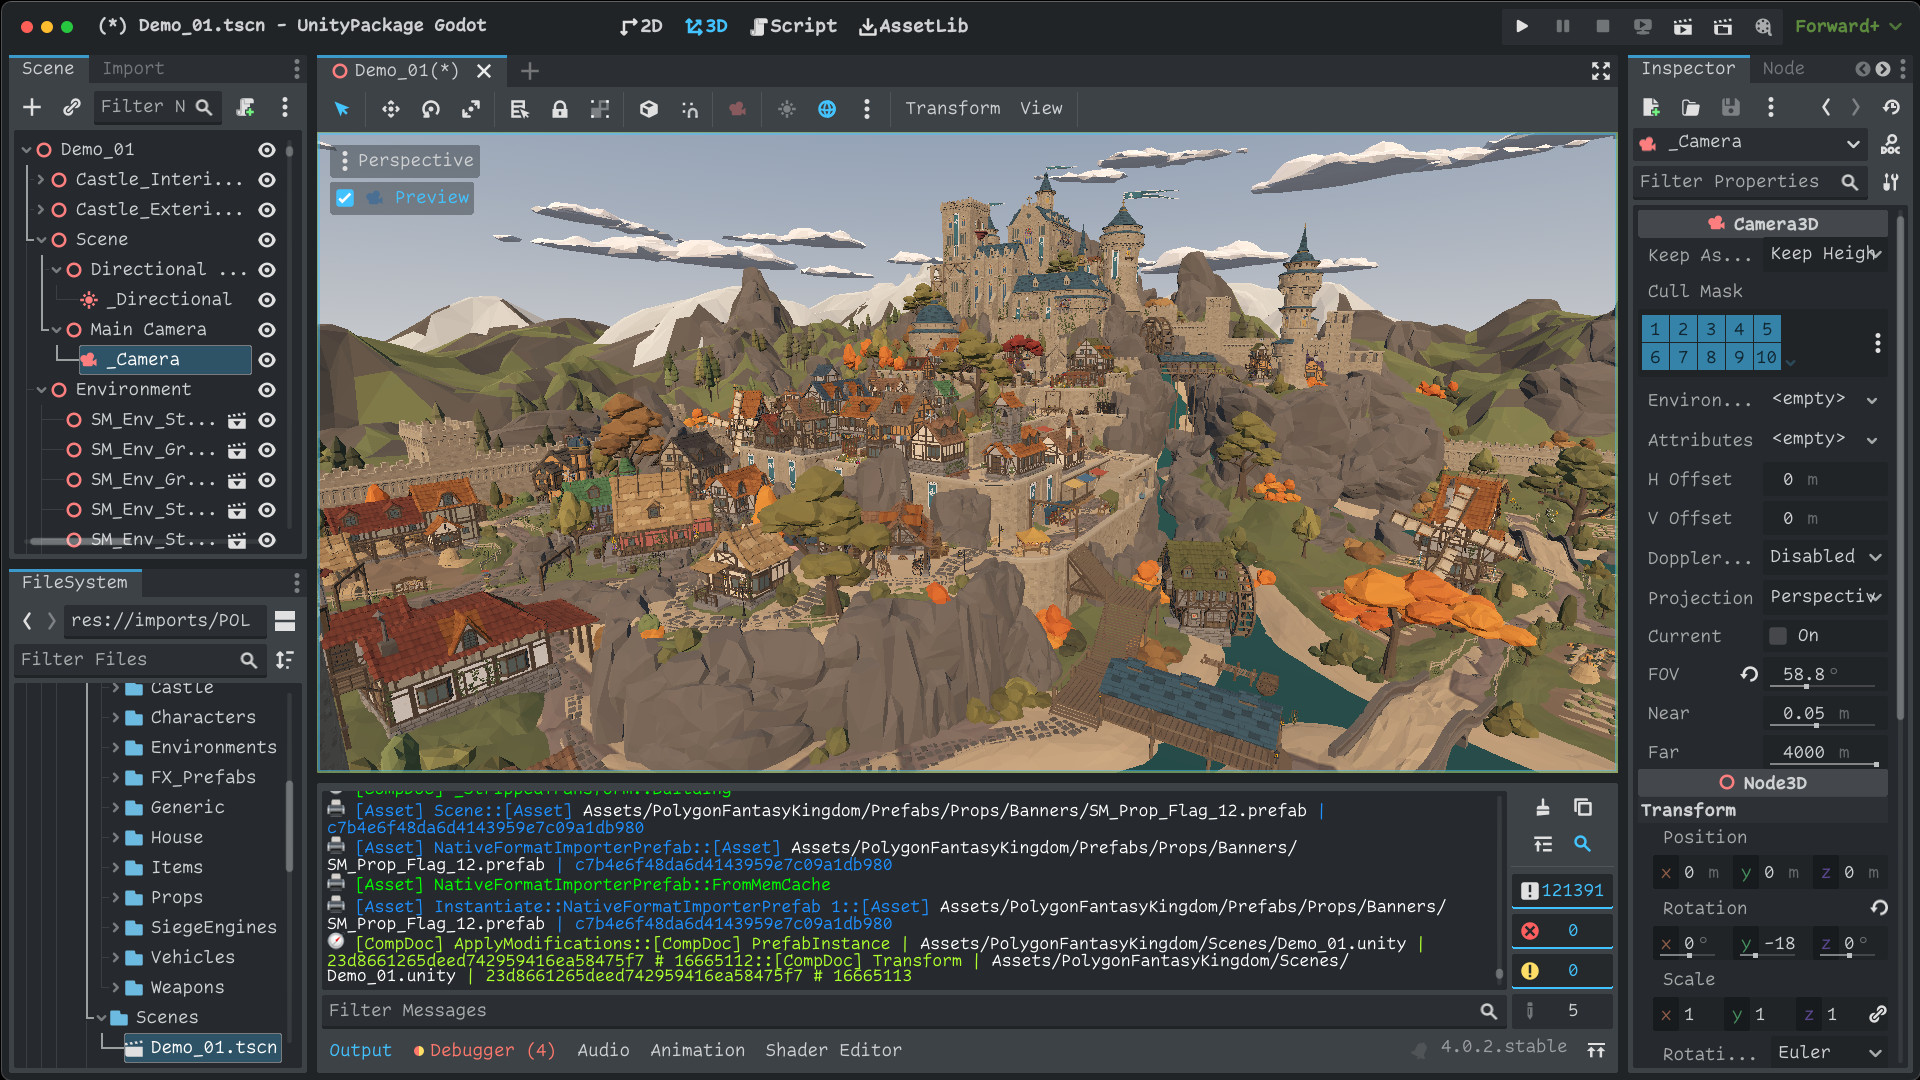 (*) Demo_01.tscn - UnityPackage Godot
2D
3D
Script
AssetLib
Forward+
Scene
Import
Filter N
Demo_01
Castle_Interi...
Castle_Exteri...
Scene
Directional ...
_Directional
Main Camera
_Camera
Environment
SM_Env_St...
SM_Env_Gr...
SM_Env_Gr...
SM_Env_St...
SM_Env_St...
FileSystem
res://imports/POL
Filter Files
Castle
Characters
Environments
FX_Prefabs
Generic
House
Items
Props
SiegeEngines
Vehicles
Weapons
Scenes
Demo_01.tscn
Demo_01(*)
Transform View
Perspective
Preview
[CompDoc] _StrippedTransform::Building
[Asset] Scene::[Asset] Assets/PolygonFantasyKingdom/Prefabs/Props/Banners/SM_Prop_Flag_12.prefab |
c7b4e6f48da6d4143959e7c09a1db980
[Asset] NativeFormatImporterPrefab::[Asset] Assets/PolygonFantasyKingdom/Prefabs/Props/Banners/
SM_Prop_Flag_12.prefab | c7b4e6f48da6d4143959e7c09a1db980
[Asset] NativeFormatImporterPrefab::FromMemCache
[Asset] Instantiate::NativeFormatImporterPrefab 1::[Asset] Assets/PolygonFantasyKingdom/Prefabs/Props/Banners/
SM_Prop_Flag_12.prefab | c7b4e6f48da6d4143959e7c09a1db980
[CompDoc] ApplyModifications::[CompDoc] PrefabInstance | Assets/PolygonFantasyKingdom/Scenes/Demo_01.unity |
23d8661265deed742959416ea58475f7 # 16665112::[CompDoc] Transform | Assets/PolygonFantasyKingdom/Scenes/
Demo_01.unity | 23d8661265deed742959416ea58475f7 # 16665113
121391
0
0
5
Filter Messages
Output
Debugger (4)
Audio
Animation
Shader Editor
4.0.2.stable
Inspector
Node
_Camera
DOC
Filter Properties
Camera3D
Keep As... Keep Heigh
Cull Mask
1 2 3 4 5
6 7 8 9 10
Environ... <empty>
Attributes <empty>
H Offset 0 m
V Offset 0 m
Doppler... Disabled
Projection Perspectiv
Current On
FOV 58.8 °
Near 0.05 m
Far 4000 m
Node3D
Transform
Position
x 0 m y 0 m z 0 m
Rotation
x 0 ° y -18 z 0 °
Scale
x 1 y 1 z 1
Rotati... Euler